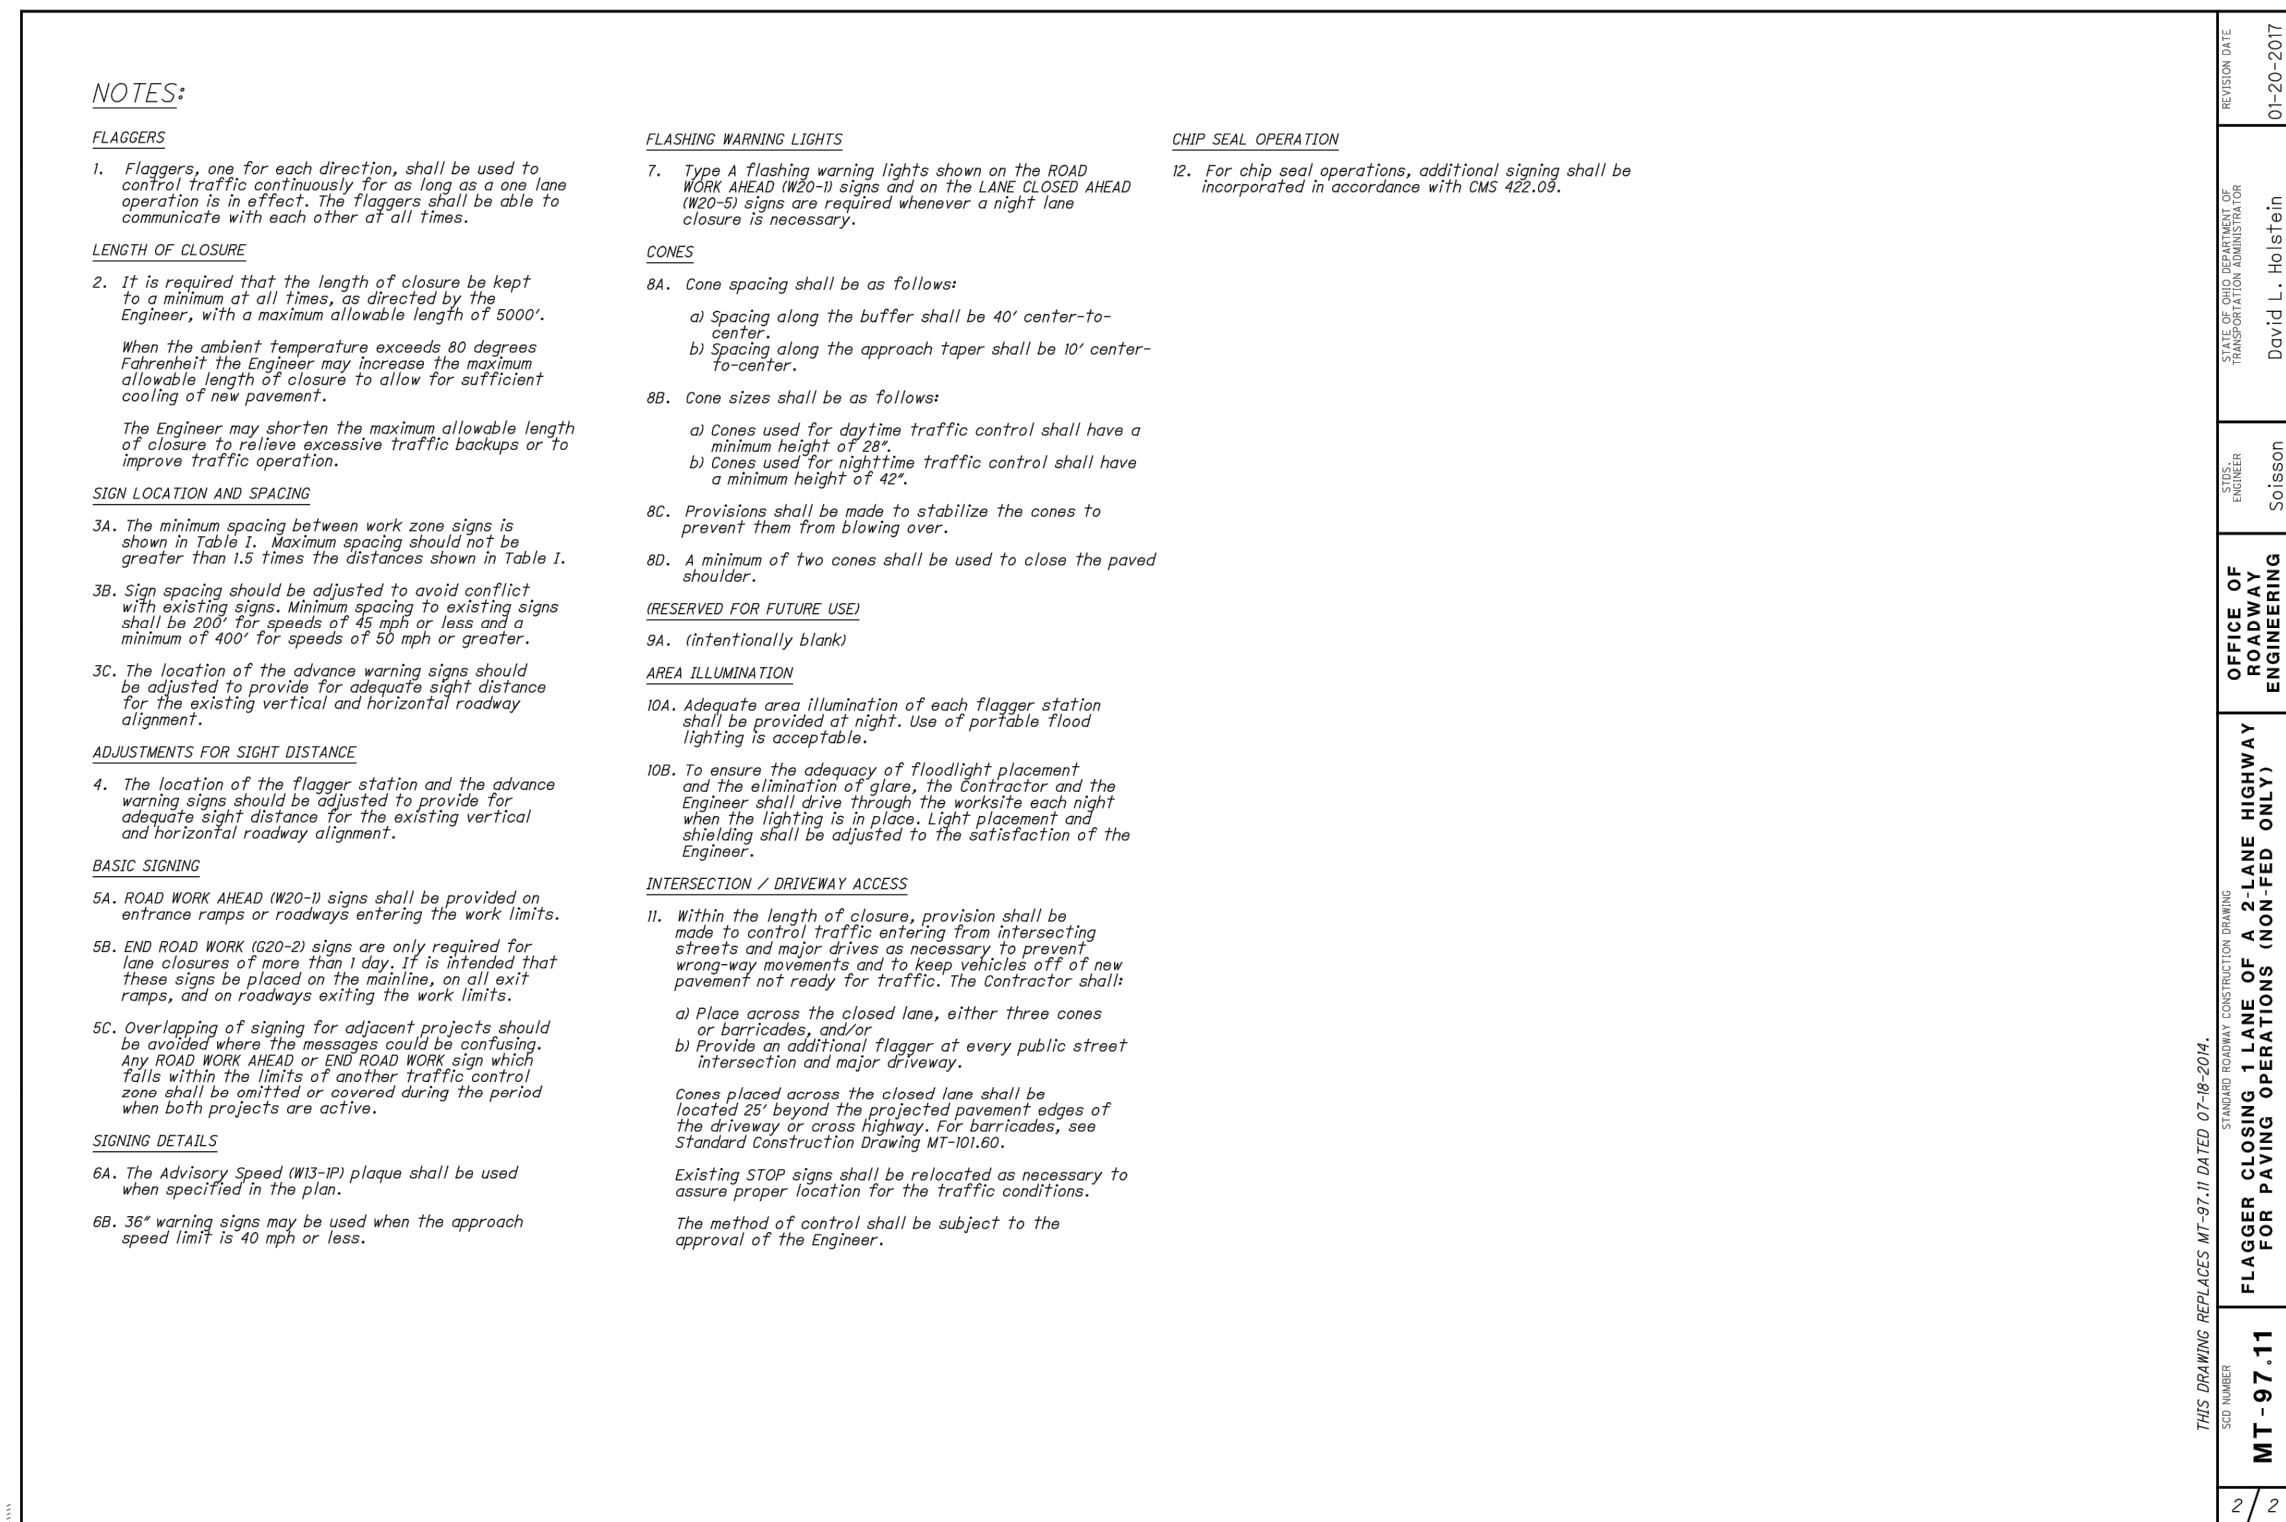 NOTES:
FLAGGERS
1. Flaggers, one for each direction, shall be used to
control traffic continuously for as long as a one lane
operation is in effect. The flaggers shall be able to
communicate with each other at all times.
LENGTH OF CLOSURE
2. It is required that the length of closure be kept
to a minimum at all times, as directed by the
Engineer, with a maximum allowable length of 5000'.
When the ambient temperature exceeds 80 degrees
Fahrenheit the Engineer may increase the maximum
allowable length of closure to allow for sufficient
cooling of new pavement.
The Engineer may shorten the maximum allowable length
of closure to relieve excessive traffic backups or to
improve traffic operation.
SIGN LOCATION AND SPACING
3A. The minimum spacing between work zone signs is
shown in Table I. Maximum spacing should not be
greater than 1.5 times the distances shown in Table I.
3B. Sign spacing should be adjusted to avoid conflict
with existing signs. Minimum spacing to existing signs
shall be 200' for speeds of 45 mph or less and a
minimum of 400' for speeds of 50 mph or greater.
3C. The location of the advance warning signs should
be adjusted to provide for adequate sight distance
for the existing vertical and horizontal roadway
alignment.
ADJUSTMENTS FOR SIGHT DISTANCE
4. The location of the flagger station and the advance
warning signs should be adjusted to provide for
adequate sight distance for the existing vertical
and horizontal roadway alignment.
BASIC SIGNING
5A. ROAD WORK AHEAD (W20-1) signs shall be provided on
entrance ramps or roadways entering the work limits.
5B. END ROAD WORK (G20-2) signs are only required for
lane closures of more than 1 day. It is intended that
these signs be placed on the mainline, on all exit
ramps, and on roadways exiting the work limits.
5C. Overlapping of signing for adjacent projects should
be avoided where the messages could be confusing.
Any ROAD WORK AHEAD or END ROAD WORK sign which
falls within the limits of another traffic control
zone shall be omitted or covered during the period
when both projects are active.
SIGNING DETAILS
6A. The Advisory Speed (W13-1P) plaque shall be used
when specified in the plan.
6B. 36" warning signs may be used when the approach
speed limit is 40 mph or less.
FLASHING WARNING LIGHTS
7. Type A flashing warning lights shown on the ROAD
WORK AHEAD (W20-1) signs and on the LANE CLOSED AHEAD
(W20-5) signs are required whenever a night lane
closure is necessary.
CONES
8A. Cone spacing shall be as follows:
a) Spacing along the buffer shall be 40' center-to-
center.
b) Spacing along the approach taper shall be 10' center-
to-center.
8B. Cone sizes shall be as follows:
a) Cones used for daytime traffic control shall have a
minimum height of 28".
b) Cones used for nighttime traffic control shall have
a minimum height of 42".
8C. Provisions shall be made to stabilize the cones to
prevent them from blowing over.
8D. A minimum of two cones shall be used to close the paved
shoulder.
(RESERVED FOR FUTURE USE)
9A. (intentionally blank)
AREA ILLUMINATION
10A. Adequate area illumination of each flagger station
shall be provided at night. Use of portable flood
lighting is acceptable.
10B. To ensure the adequacy of floodlight placement
and the elimination of glare, the Contractor and the
Engineer shall drive through the worksite each night
when the lighting is in place. Light placement and
shielding shall be adjusted to the satisfaction of the
Engineer.
INTERSECTION / DRIVEWAY ACCESS
11. Within the length of closure, provision shall be
made to control traffic entering from intersecting
streets and major drives as necessary to prevent
wrong-way movements and to keep vehicles off of new
pavement not ready for traffic. The Contractor shall:
a) Place across the closed lane, either three cones
or barricades, and/or
b) Provide an additional flagger at every public street
intersection and major driveway.
Cones placed across the closed lane shall be
located 25' beyond the projected pavement edges of
the driveway or cross highway. For barricades, see
Standard Construction Drawing MT-101.60.
Existing STOP signs shall be relocated as necessary to
assure proper location for the traffic conditions.
The method of control shall be subject to the
approval of the Engineer.
CHIP SEAL OPERATION
12. For chip seal operations, additional signing shall be
incorporated in accordance with CMS 422.09.
THIS DRAWING REPLACES MT-97.11 DATED 07-18-2014.
REVISION DATE
01-20-2017
STATE OF OHIO DEPARTMENT OF
TRANSPORTATION ADMINISTRATOR
David L. Holstein
STDS.
ENGINEER
Soisson
OFFICE OF
ROADWAY
ENGINEERING
STANDARD ROADWAY CONSTRUCTION DRAWING
FLAGGER CLOSING 1 LANE OF A 2-LANE HIGHWAY
FOR PAVING OPERATIONS (NON-FED ONLY)
SCD NUMBER
MT-97.11
2/2